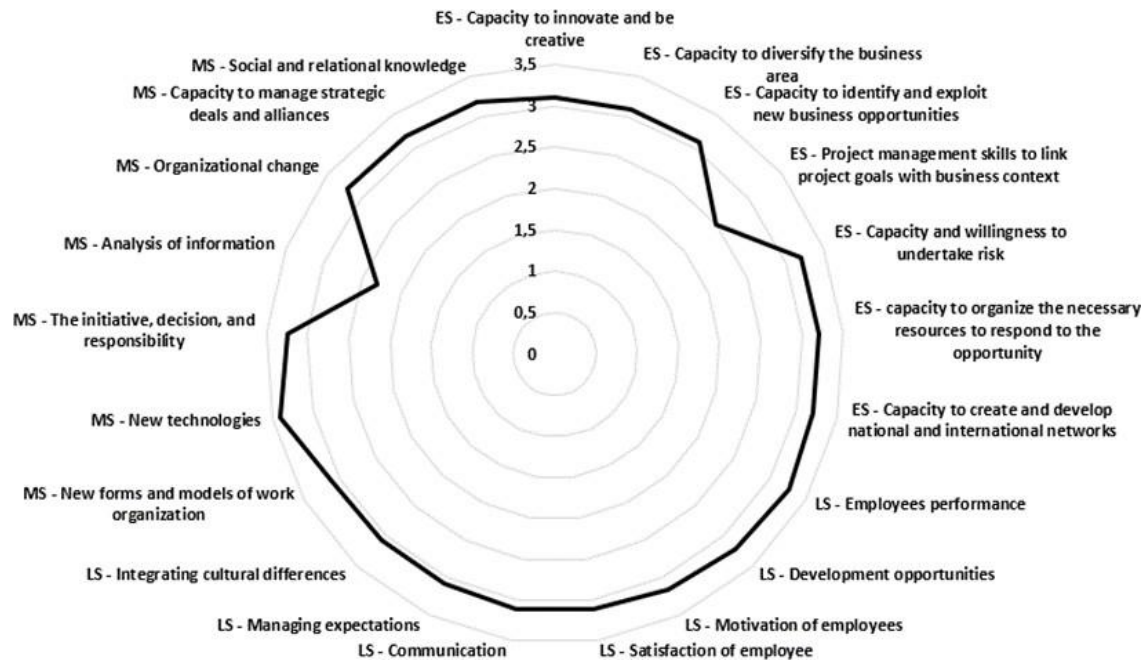 ES - Capacity to innovate and be
creative
ES - Capacity to diversify the business
area
ES - Capacity to identify and exploit
new business opportunities
ES - Project management skills to link
project goals with business context
ES - Capacity and willingness to
undertake risk
ES - capacity to organize the necessary
resources to respond to the
opportunity
ES - Capacity to create and develop
national and international networks
LS - Employees performance
LS - Development opportunities
LS - Motivation of employees
LS - Satisfaction of employee
LS - Communication
LS - Managing expectations
LS - Integrating cultural differences
MS - New forms and models of work
organization
MS - New technologies
MS - The initiative, decision, and
responsibility
MS - Analysis of information
MS - Organizational change
MS - Capacity to manage strategic
deals and alliances
MS - Social and relational knowledge
3,5
3
2,5
2
1,5
1
0,5
0